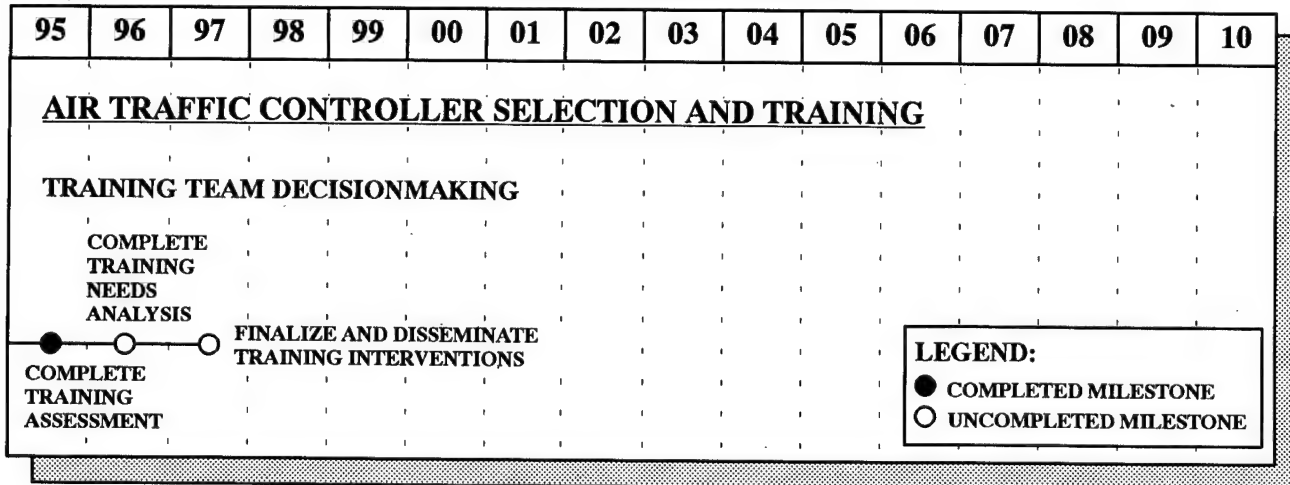 95 96 97 98 99 00 01 02 03 04 05 06 07 08 09 10
AIR TRAFFIC CONTROLLER SELECTION AND TRAINING
TRAINING TEAM DECISIONMAKING
COMPLETE
TRAINING
NEEDS
ANALYSIS
FINALIZE AND DISSEMINATE
TRAINING INTERVENTIONS
COMPLETE
TRAINING
ASSESSMENT
LEGEND:
COMPLETED MILESTONE
UNCOMPLETED MILESTONE